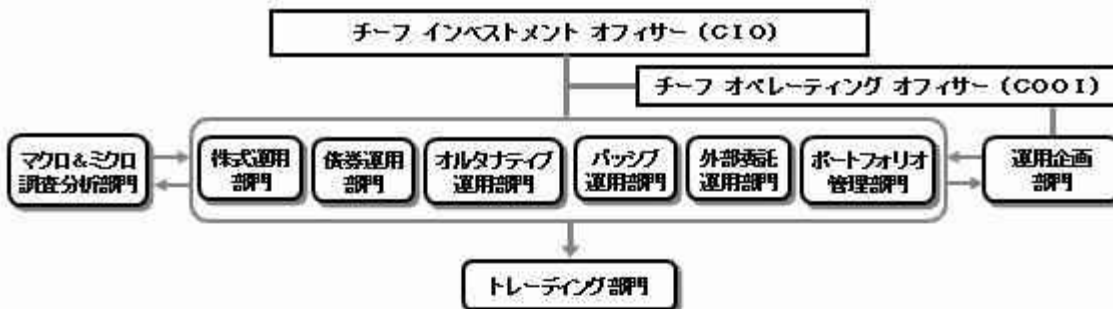 チーフ インベストメント オフィサー (CIO)
チーフ オペレーティング オフィサー (COOI)
マクロ&ミクロ
調査分析部門
株式運用
部門
債券運用
部門
オルタナティブ
運用部門
パッシブ
運用部門
外部委託
運用部門
ポートフォリオ
管理部門
運用企画
部門
トレーディング部門